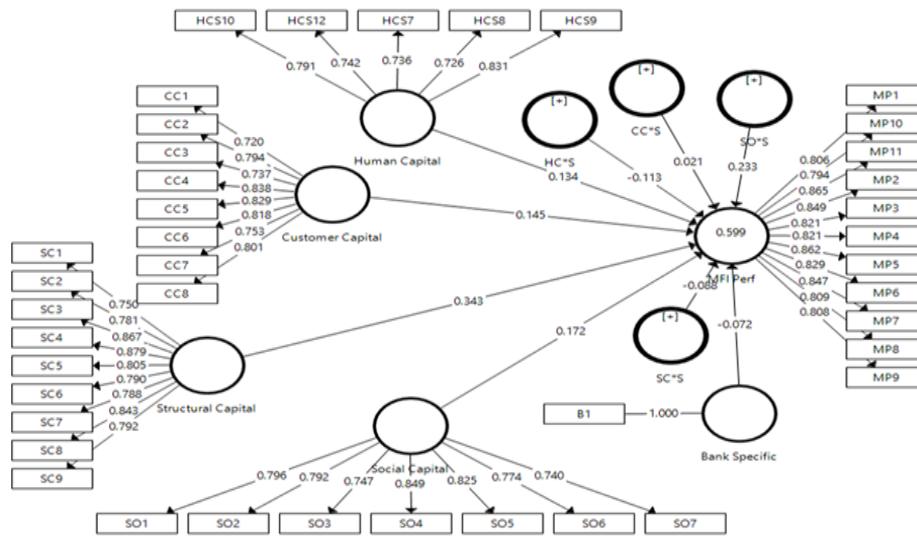 HCS10 HCS12 HCS7 HCS8 HCS9
0.791 0.742 0.736 0.726 0.831
Human Capital
0.134
CC1
CC2
CC3
CC4
CC5
CC6
CC7
CC8
0.720
0.794
0.737
0.838
0.829
0.818
0.753
0.801
Customer Capital
0.145
[+]
HC*S
-0.113
[+]
CC*S
0.021
[+]
SO*S
0.233
0.599
MFI Perf
MP1
MP10
MP11
MP2
MP3
MP4
MP5
MP6
MP7
MP8
MP9
0.806
0.794
0.865
0.849
0.821
0.821
0.862
0.829
0.847
0.809
0.808
SC1
SC2
SC3
SC4
SC5
SC6
SC7
SC8
SC9
0.750
0.781
0.867
0.879
0.805
0.790
0.788
0.843
0.792
Structural Capital
0.343
0.172
-0.088
[+]
SC*S
-0.072
B1 1.000
Bank Specific
Social Capital
0.796 0.792 0.747 0.849 0.825 0.774 0.740
SO1 SO2 SO3 SO4 SO5 SO6 SO7